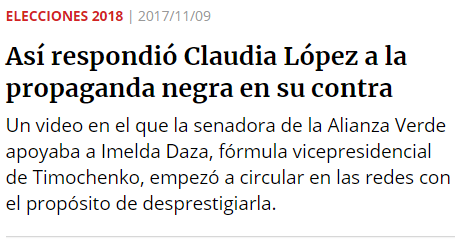 ELECCIONES 2018 | 2017/11/09
Así respondió Claudia López a la
propaganda negra en su contra
Un video en el que la senadora de la Alianza Verde
apoyaba a Imelda Daza, fórmula vicepresidencial
de Timochenko, empezó a circular en las redes con
el propósito de desprestigiarla.